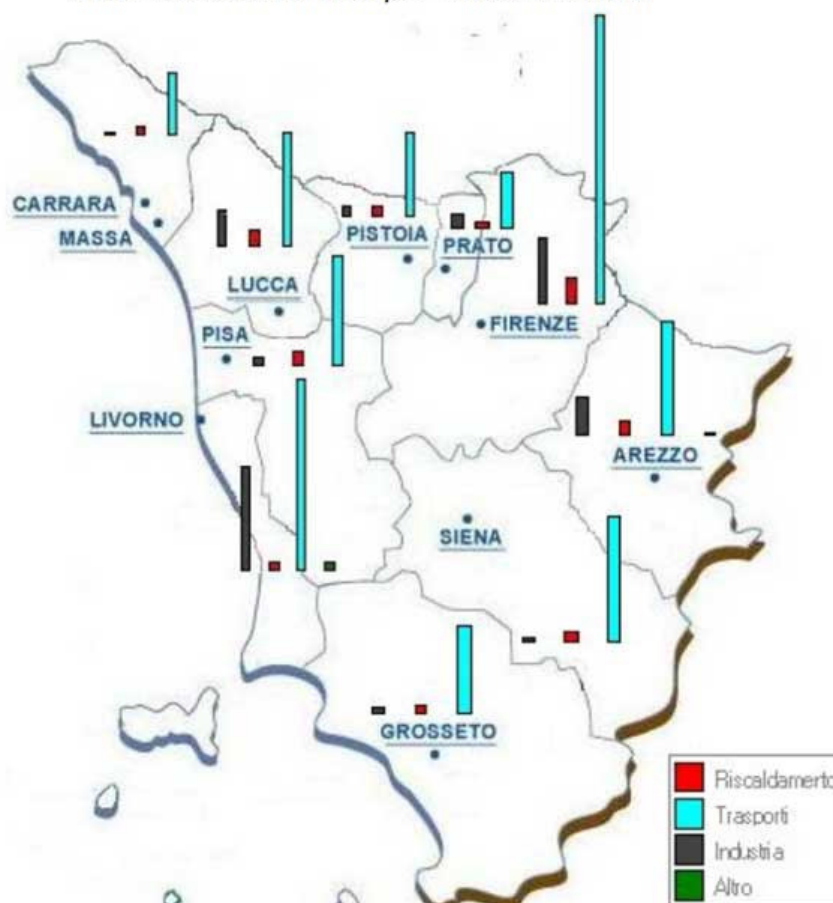 CARRARA
MASSA
PISTOIA
PRATO
LUCCA
FIRENZE
PISA
LIVORNO
AREZZO
SIENA
GROSSETO
Riscaldamento
Trasporti
Industria
Altro